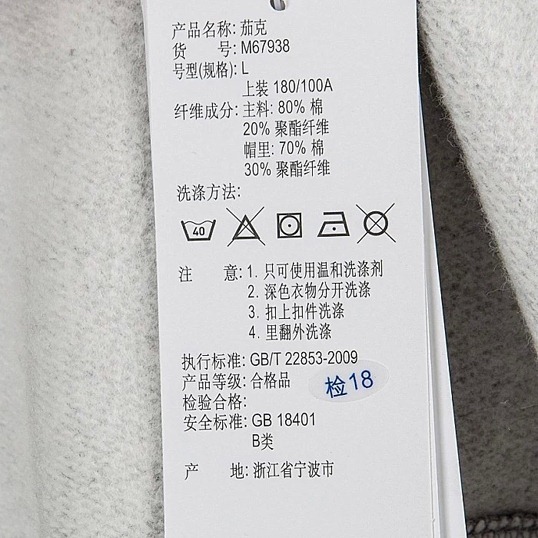 产品名称: 茄克
货 号: M67938
号型(规格): L
上装 180/100A
纤维成分: 主料: 80% 棉
20% 聚酯纤维
帽里: 70% 棉
30% 聚酯纤维
洗涤方法:
40
注 意: 1. 只可使用温和洗涤剂
2. 深色衣物分开洗涤
3. 扣上扣件洗涤
4. 里翻外洗涤
执行标准: GB/T 22853-2009
产品等级: 合格品
检验合格: 检18
安全标准: GB 18401
B类
产 地: 浙江省宁波市